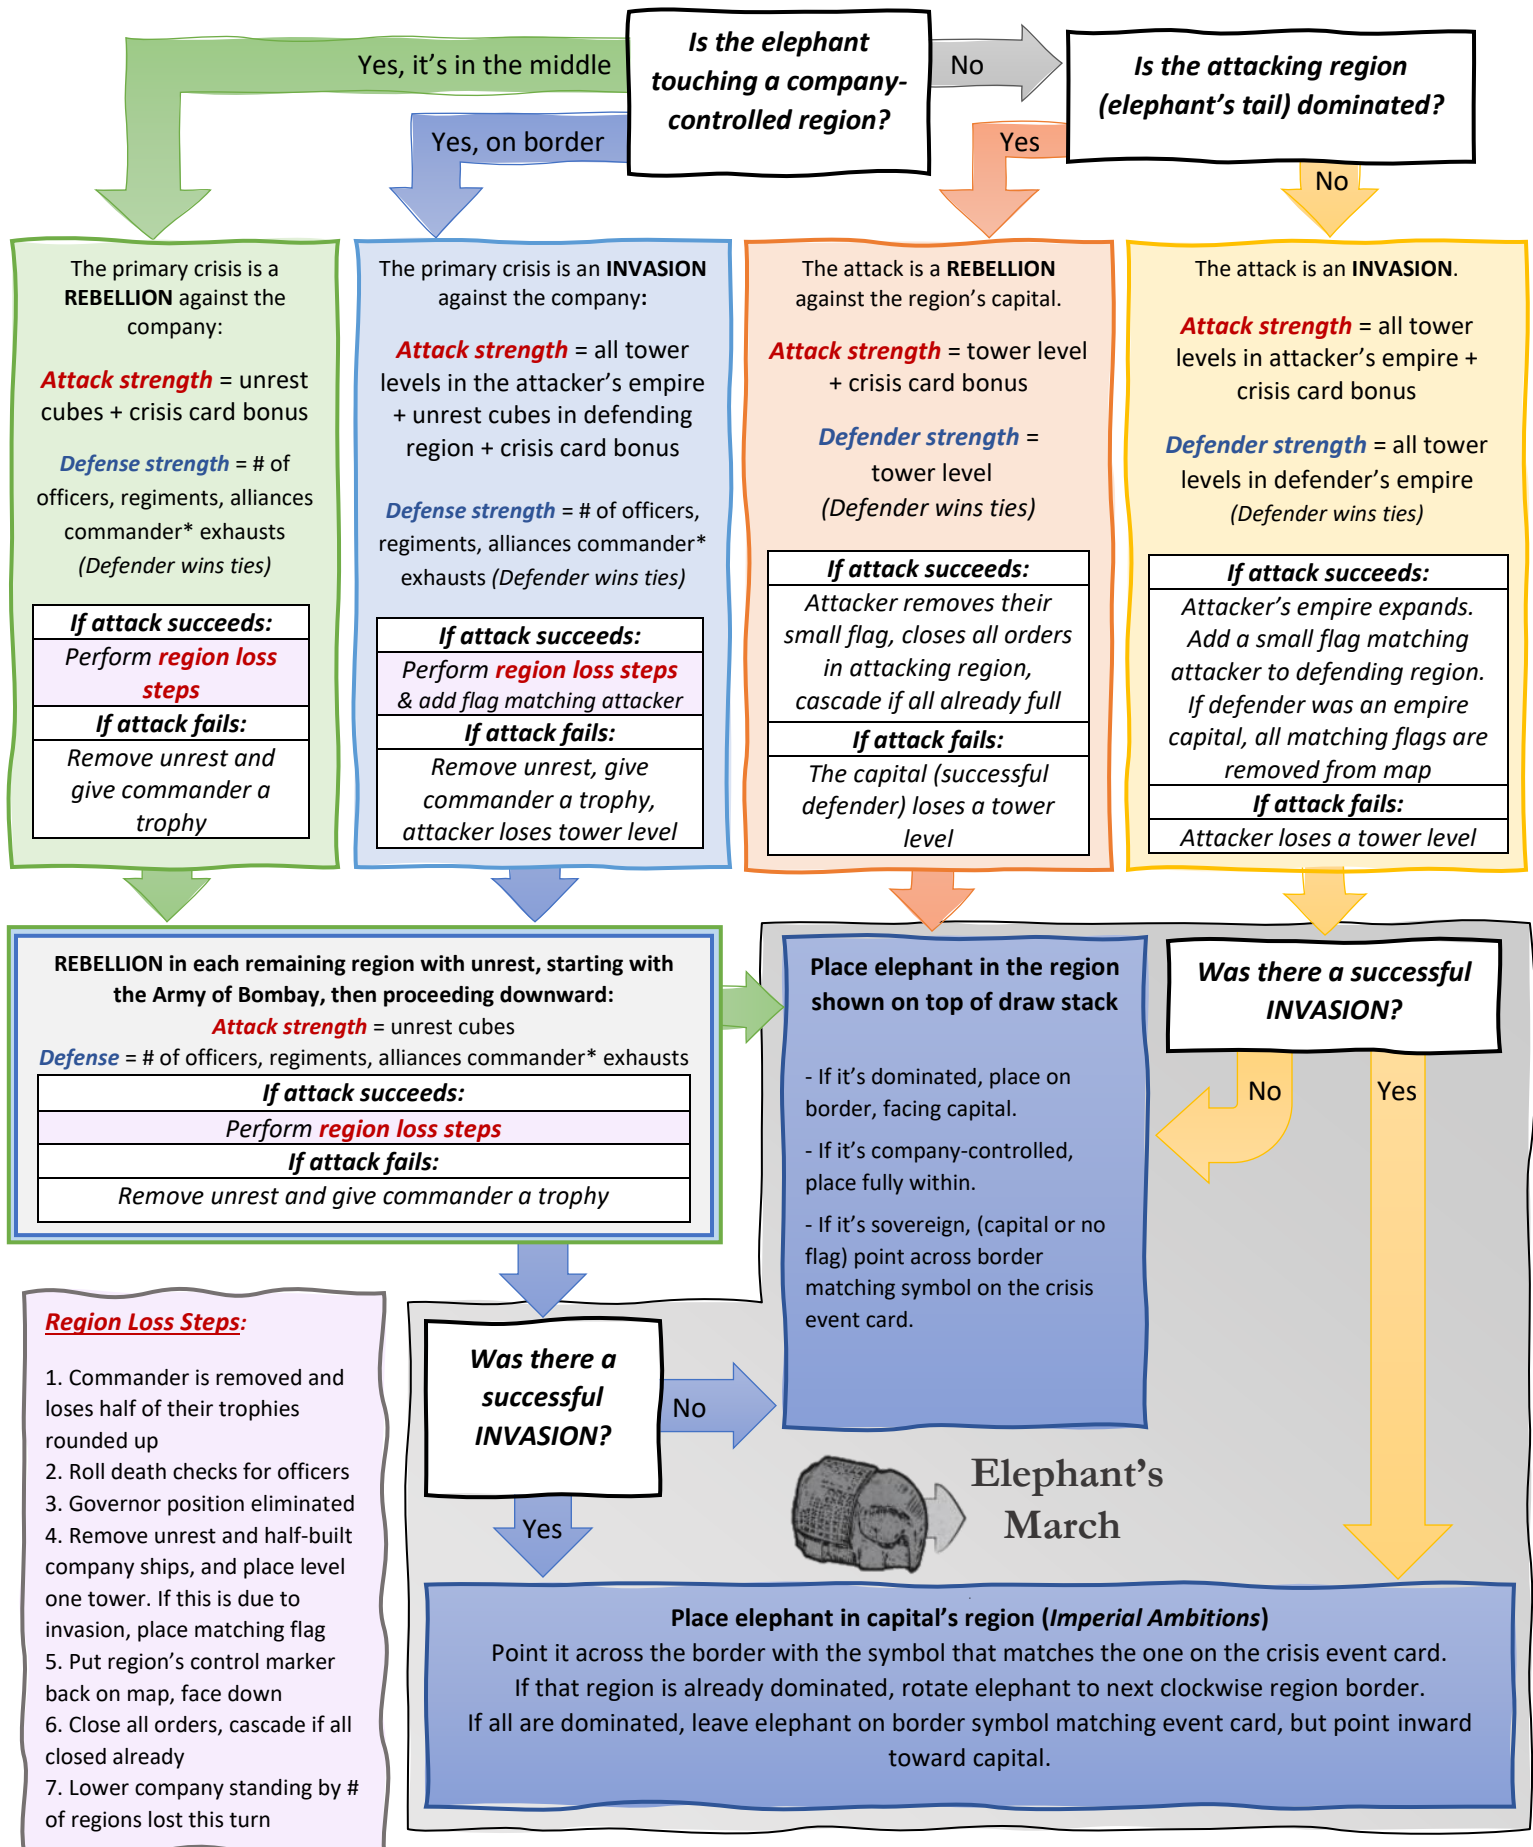 Is the elephant
touching a company-
controlled region?
Yes, it’s in the middle
Yes, on border
No
Is the attacking region
(elephant’s tail) dominated?
Yes
No
The primary crisis is a
REBELLION against the
company:
Attack strength = unrest
cubes + crisis card bonus
Defense strength = # of
officers, regiments, alliances
commander* exhausts
(Defender wins ties)
If attack succeeds:
Perform region loss
steps
If attack fails:
Remove unrest and
give commander a
trophy
The primary crisis is an INVASION
against the company:
Attack strength = all tower
levels in the attacker’s empire
+ unrest cubes in defending
region + crisis card bonus
Defense strength = # of officers,
regiments, alliances commander*
exhausts (Defender wins ties)
If attack succeeds:
Perform region loss steps
& add flag matching attacker
If attack fails:
Remove unrest, give
commander a trophy,
attacker loses tower level
The attack is a REBELLION
against the region’s capital.
Attack strength = tower level
+ crisis card bonus
Defender strength =
tower level
(Defender wins ties)
If attack succeeds:
Attacker removes their
small flag, closes all orders
in attacking region,
cascade if all already full
If attack fails:
The capital (successful
defender) loses a tower
level
The attack is an INVASION.
Attack strength = all tower
levels in attacker’s empire +
crisis card bonus
Defender strength = all tower
levels in defender’s empire
(Defender wins ties)
If attack succeeds:
Attacker’s empire expands.
Add a small flag matching
attacker to defending region.
If defender was an empire
capital, all matching flags are
removed from map
If attack fails:
Attacker loses a tower level
REBELLION in each remaining region with unrest, starting with
the Army of Bombay, then proceeding downward:
Attack strength = unrest cubes
Defense = # of officers, regiments, alliances commander* exhausts
If attack succeeds:
Perform region loss steps
If attack fails:
Remove unrest and give commander a trophy
Place elephant in the region
shown on top of draw stack
- If it’s dominated, place on
border, facing capital.
- If it’s company-controlled,
place fully within.
- If it’s sovereign, (capital or no
flag) point across border
matching symbol on the crisis
event card.
Was there a successful
INVASION?
No
Yes
Region Loss Steps:
1. Commander is removed and
loses half of their trophies
rounded up
2. Roll death checks for officers
3. Governor position eliminated
4. Remove unrest and half-built
company ships, and place level
one tower. If this is due to
invasion, place matching flag
5. Put region’s control marker
back on map, face down
6. Close all orders, cascade if all
closed already
7. Lower company standing by #
of regions lost this turn
Was there a
successful
INVASION?
No
Yes
Elephant’s
March
Place elephant in capital’s region (Imperial Ambitions)
Point it across the border with the symbol that matches the one on the crisis event card.
If that region is already dominated, rotate elephant to next clockwise region border.
If all are dominated, leave elephant on border symbol matching event card, but point inward
toward capital.